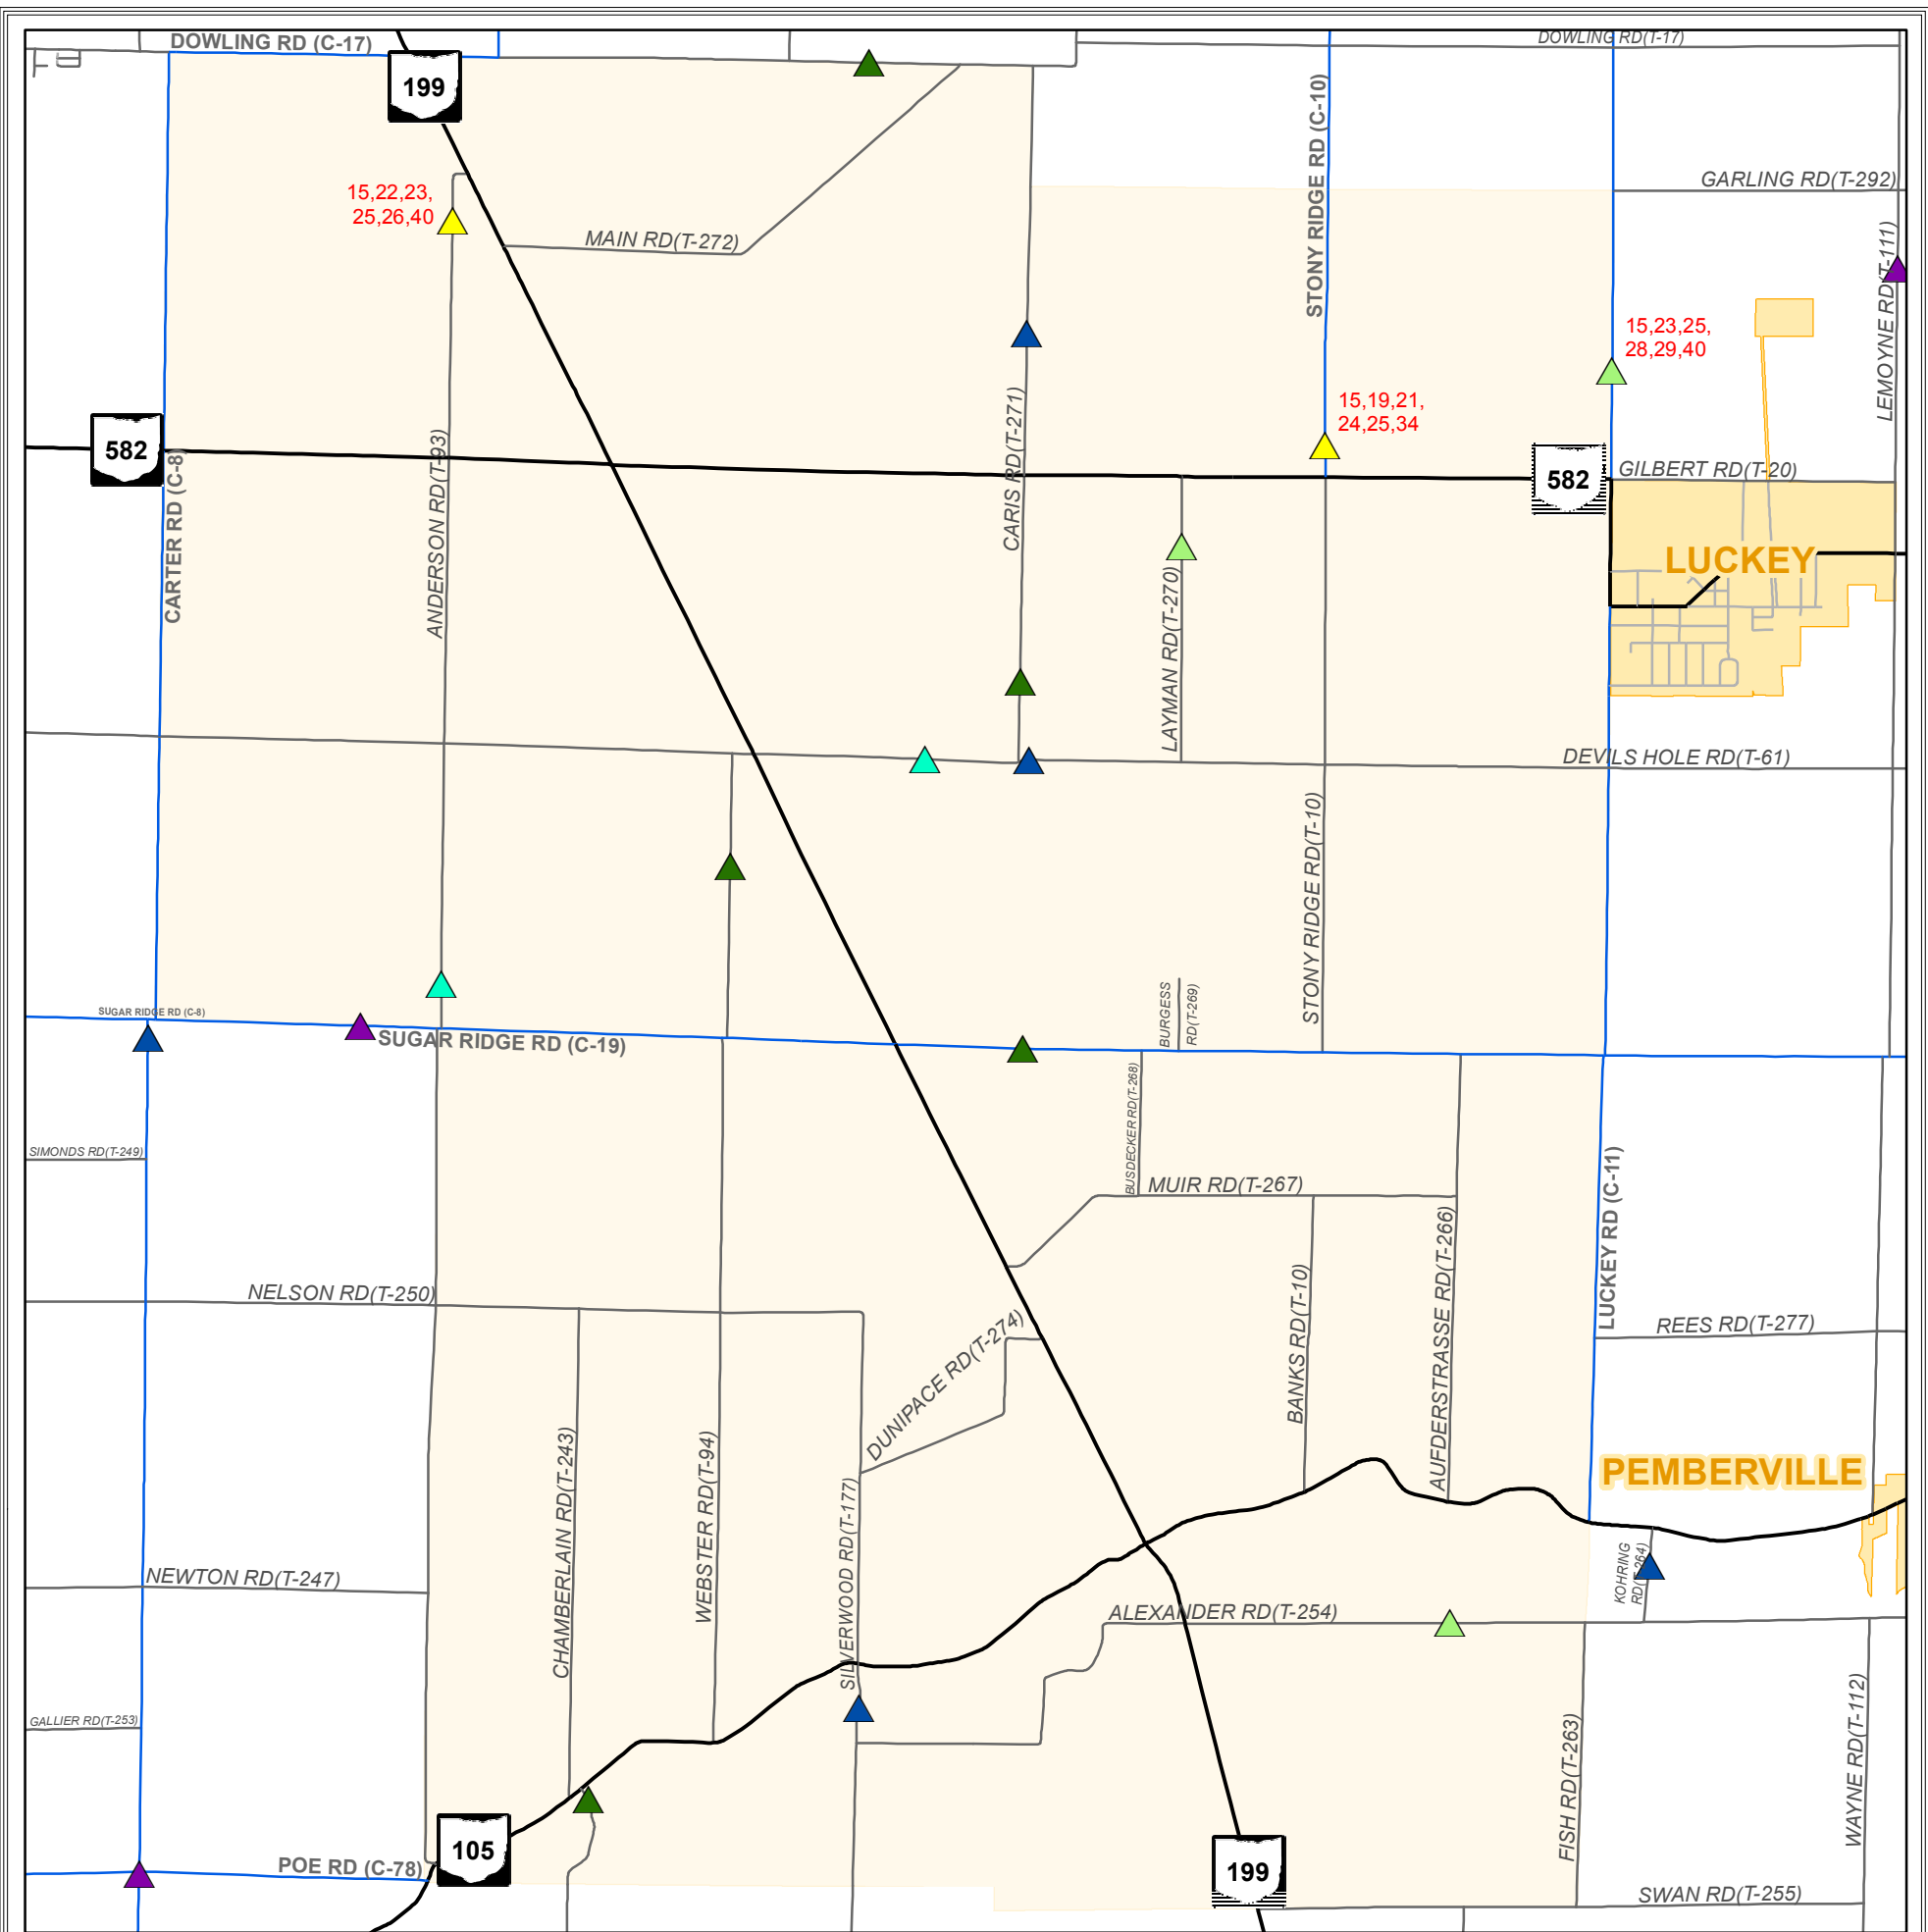 DOWLING RD (C-17)
DOWLING RD(T-17)
199
STONY RIDGE RD (C-10)
GARLING RD(T-292)
15,22,23,
25,26,40
MAIN RD(T-272)
LEMOYNE RD(T-111)
15,23,25,
28,29,40
15,19,21,
24,25,34
CARIS RD(T-271)
582
582
GILBERT RD(T-20)
CARTER RD (C-8)
ANDERSON RD(T-93)
LUCKEY
LAYMAN RD(T-270)
DEVILS HOLE RD(T-61)
STONY RIDGE RD(T-10)
BURGESS
RD(T-269)
SUGAR RIDGE RD (C-8)
SUGAR RIDGE RD (C-19)
BUSDECKER RD(T-268)
SIMONDS RD(T-249)
MUIR RD(T-267)
LUCKEY RD (C-11)
NELSON RD(T-250)
DUNIPACE RD(T-274)
BANKS RD(T-10)
AUFDERSTRASSE RD(T-266)
REES RD(T-277)
CHAMBERLAIN RD(T-243)
WEBSTER RD(T-94)
SILVERWOOD RD(T-177)
PEMBERVILLE
KOHRING
RD(T-264)
NEWTON RD(T-247)
ALEXANDER RD(T-254)
GALLIER RD(T-253)
FISH RD(T-263)
WAYNE RD(T-112)
105
POE RD (C-78)
199
SWAN RD(T-255)